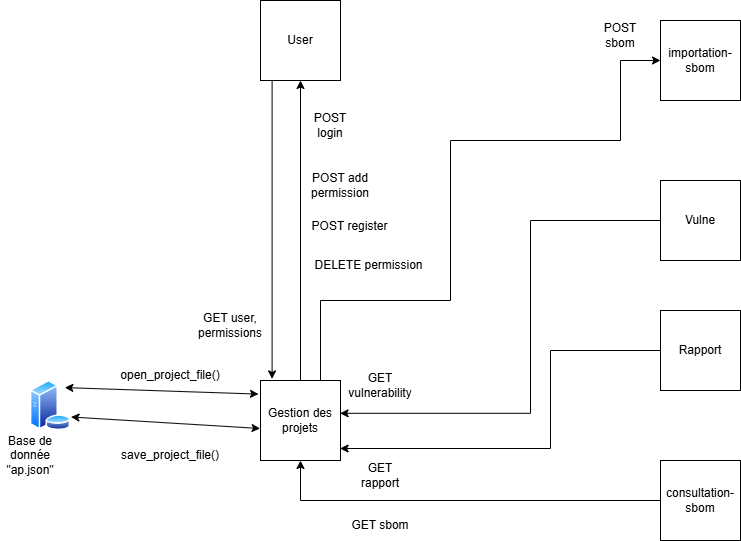 User
POST
sbom
importation-
sbom
POST
login
POST add
permission
POST register
DELETE permission
Vulne
GET user,
permissions
Rapport
open_project_file()
GET
vulnerability
Gestion des
projets
Base de
donnée
"ap.json"
save_project_file()
GET
rapport
consultation-
sbom
GET sbom